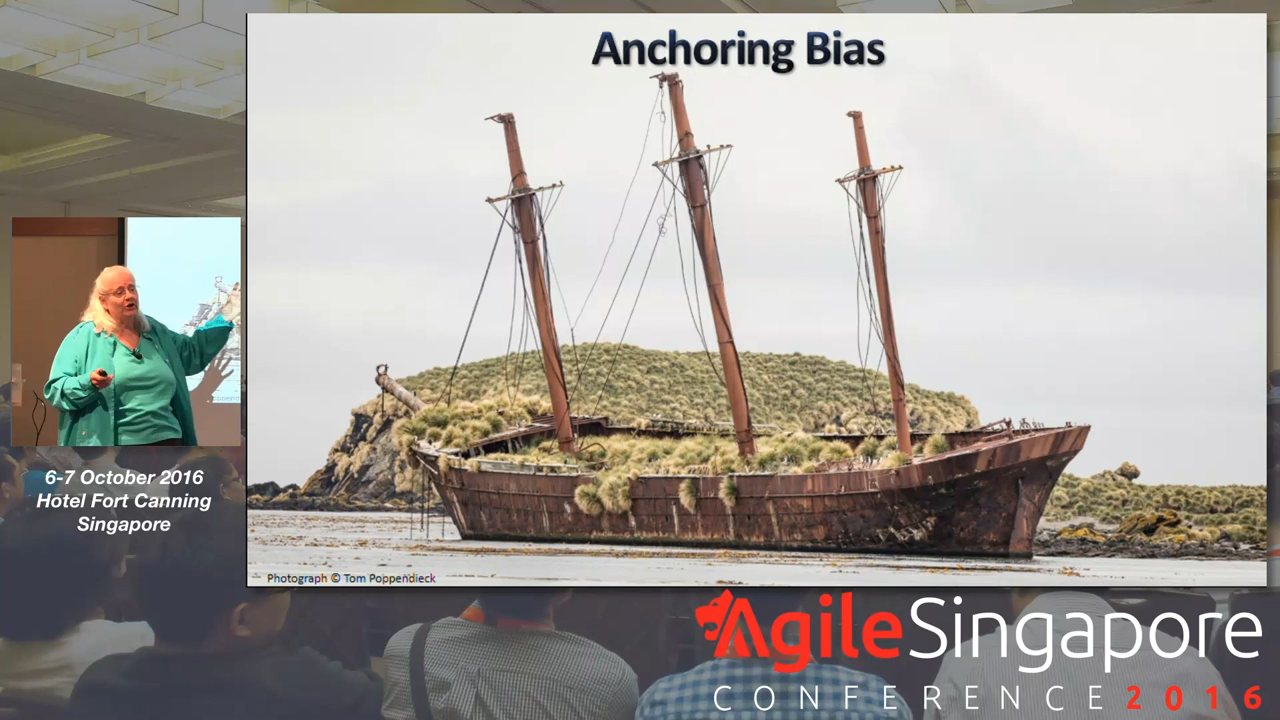 Anchoring Bias
6-7 October 2016
Hotel Fort Canning
Singapore
Photograph © Tom Poppendieck
AgileSingapore
CONFERENCE 2016